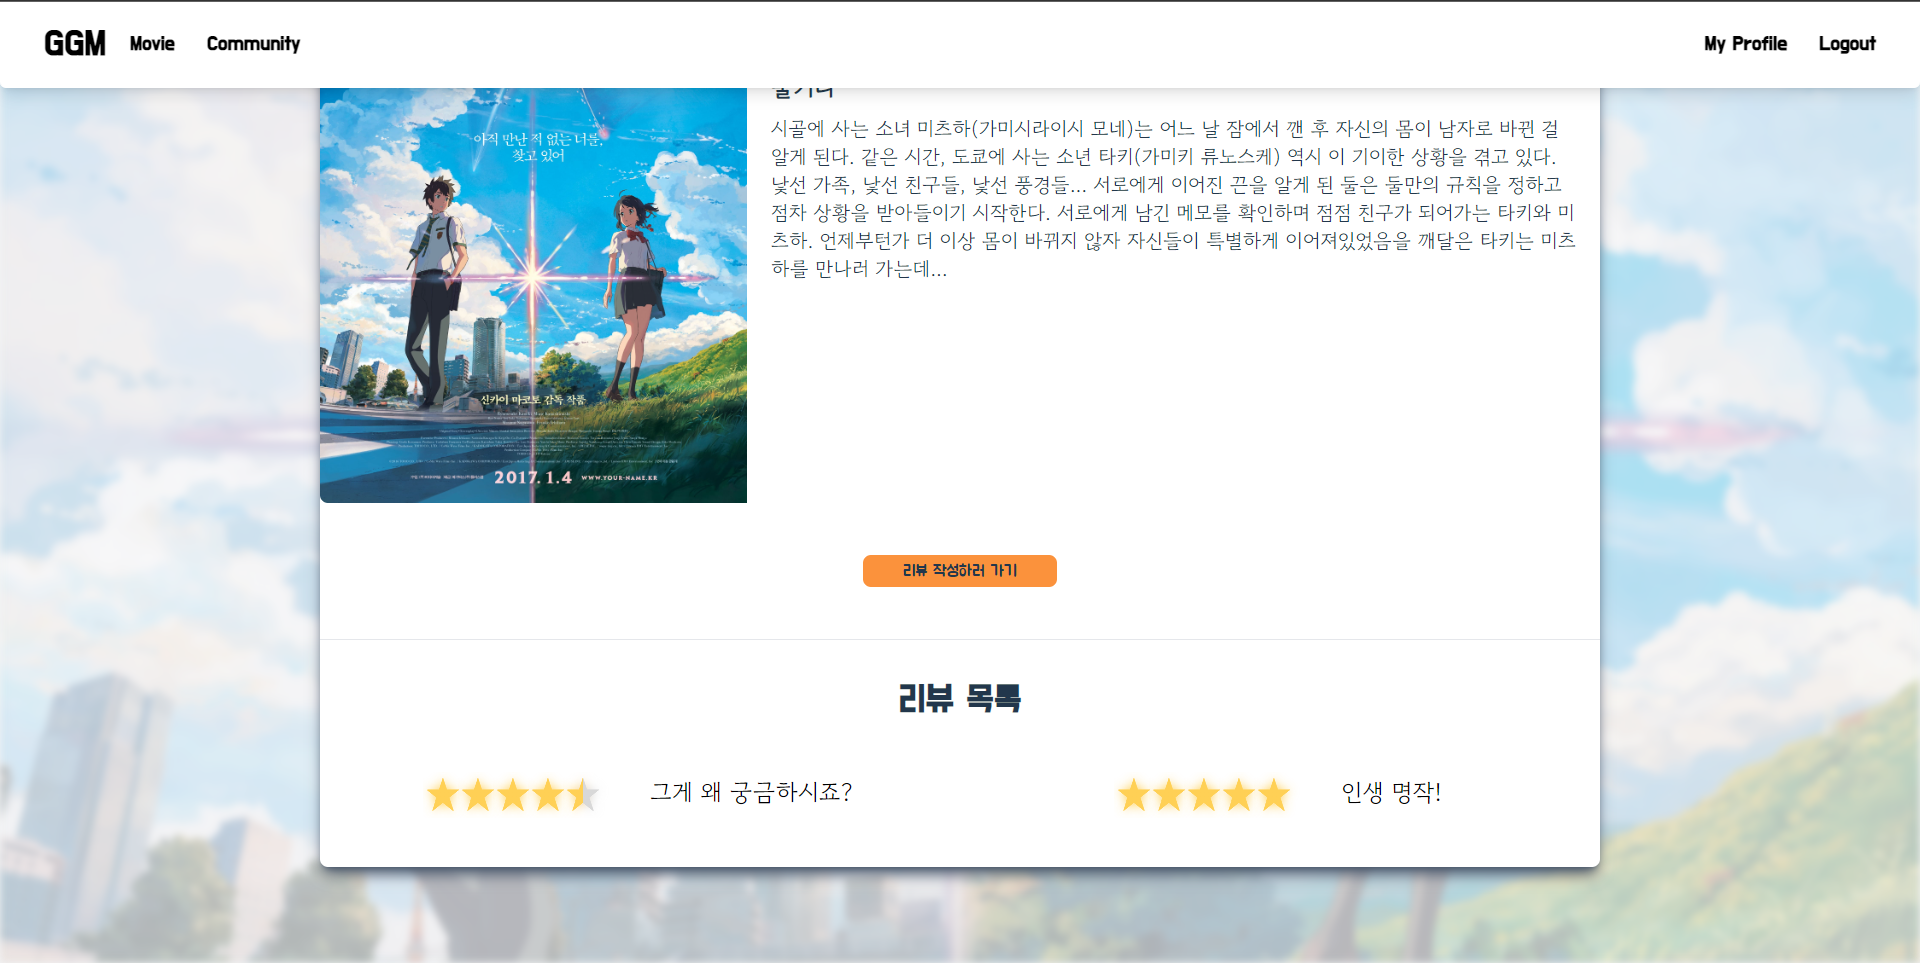 GGM Movie Community My Profile Logout
줄거리
시골에 사는 소녀 미츠하(가미시라이시 모네)는 어느 날 잠에서 깬 후 자신의 몸이 남자로 바뀐 걸
알게 된다. 같은 시간, 도쿄에 사는 소년 타키(가미키 류노스케) 역시 이 기이한 상황을 겪고 있다.
낯선 가족, 낯선 친구들, 낯선 풍경들... 서로에게 이어진 끈을 알게 된 둘은 둘만의 규칙을 정하고
점차 상황을 받아들이기 시작한다. 서로에게 남긴 메모를 확인하며 점점 친구가 되어가는 타키와 미
츠하. 언제부턴가 더 이상 몸이 바뀌지 않자 자신들이 특별하게 이어져있었음을 깨달은 타키는 미츠
하를 만나러 가는데...
아직 만난 적 없는 너를,
찾고 있어
신카이 마코토 감독 작품
2017. 1. 4 WWW.YOUR-NAME.KR
리뷰 작성하러 가기
리뷰 목록
그게 왜 궁금하시죠?
인생 명작!